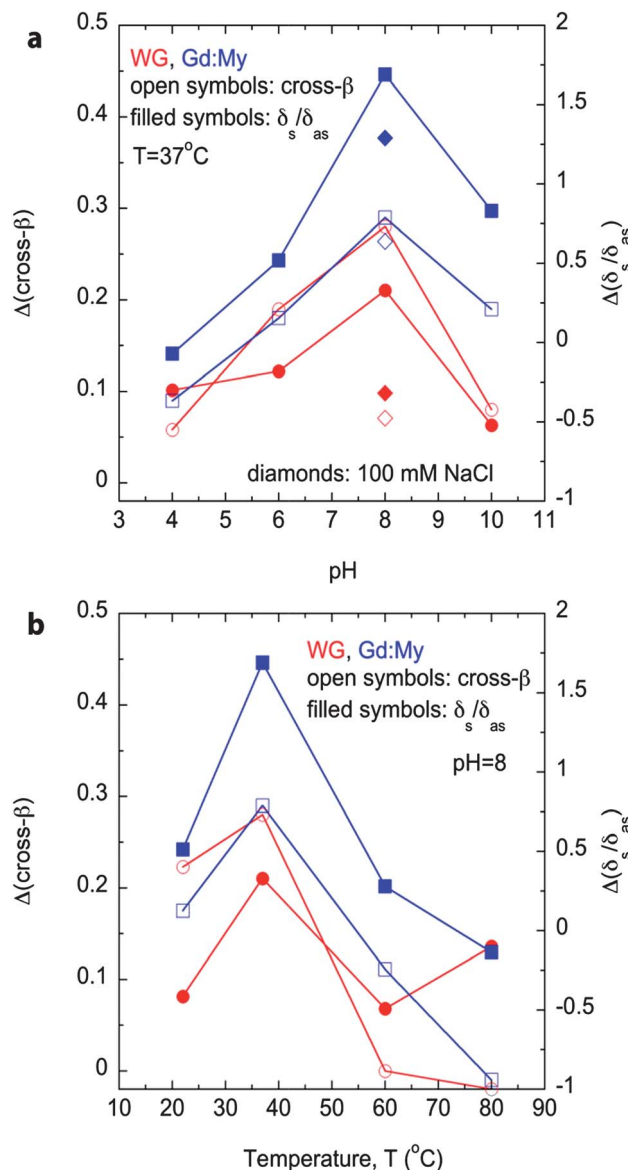 a
0.5
0.4
0.3
0.2
0.1
0
Δ(cross-β)
WG, Gd:My
open symbols: cross-β
filled symbols: δs/δas
T=37oC
diamonds: 100 mM NaCl
2
1.5
1
0.5
0
-0.5
-1
Δ(δs/δas)
3 4 5 6 7 8 9 10 11
pH
b
0.5
0.4
0.3
0.2
0.1
0
Δ(cross-β)
WG, Gd:My
open symbols: cross-β
filled symbols: δs/δas
pH=8
2
1.5
1
0.5
0
-0.5
-1
Δ(δs/δas)
10 20 30 40 50 60 70 80 90
Temperature, T (oC)